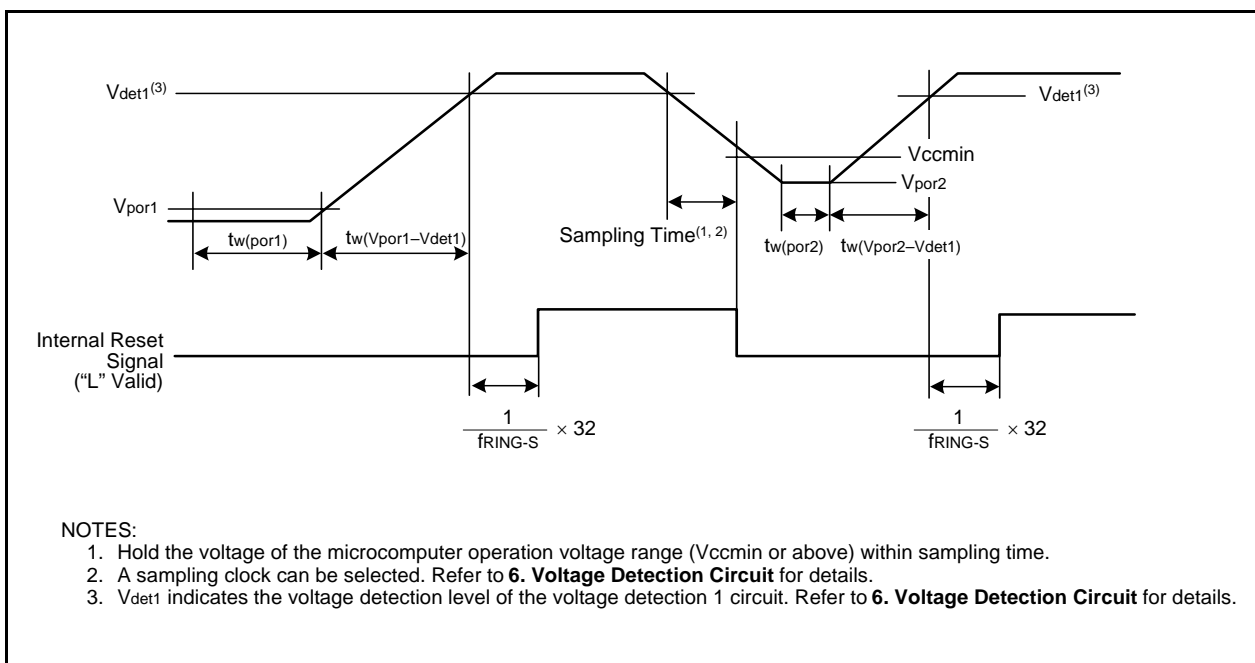 Vdet1(3)
Vdet1(3)
Vccmin
Vpor1
Vpor2
tw(por1)
tw(Vpor1–Vdet1)
Sampling Time(1, 2)
tw(por2)
tw(Vpor2–Vdet1)
Internal Reset
Signal
(“L” Valid)
1
fRING-S
× 32
1
fRING-S
× 32
NOTES:
1. Hold the voltage of the microcomputer operation voltage range (Vccmin or above) within sampling time.
2. A sampling clock can be selected. Refer to 6. Voltage Detection Circuit for details.
3. Vdet1 indicates the voltage detection level of the voltage detection 1 circuit. Refer to 6. Voltage Detection Circuit for details.